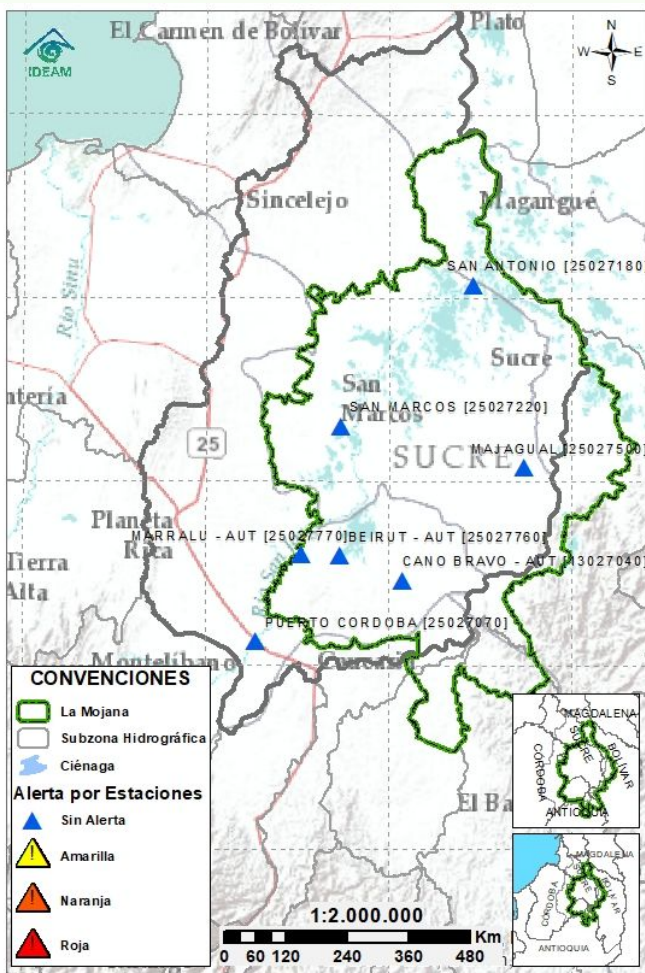 El Carmen de Bolívar
Plato
IDEAM
N
W E
S
Sincelejo
Magangué
Río Sinu
SAN ANTONIO [25027180]
Sucre
ntería
San
Marcos
SAN MARCOS [25027220]
25
SUCRE
MAJAGUAL [25027500]
Planeta
Rica
MARRALU - AUT [25027770]
BEIRUT - AUT [25027760]
Tierra
Alta
CANO BRAVO - AUT [13027040]
PUERTO CORDOBA [25027070]
Montelíbano
CONVENCIONES
La Mojana
Subzona Hidrográfica
Ciénaga
Alerta por Estaciones
Sin Alerta
Amarilla
Naranja
Roja
El Ba
MAGDALENA
SUCRE
BOLIVAR
CORDOBA
ANTIOQUIA
MAGDALENA
BOLIVAR
CORDOBA
ANTIOQUIA
1:2.000.000
Km
0 60 120 240 360 480